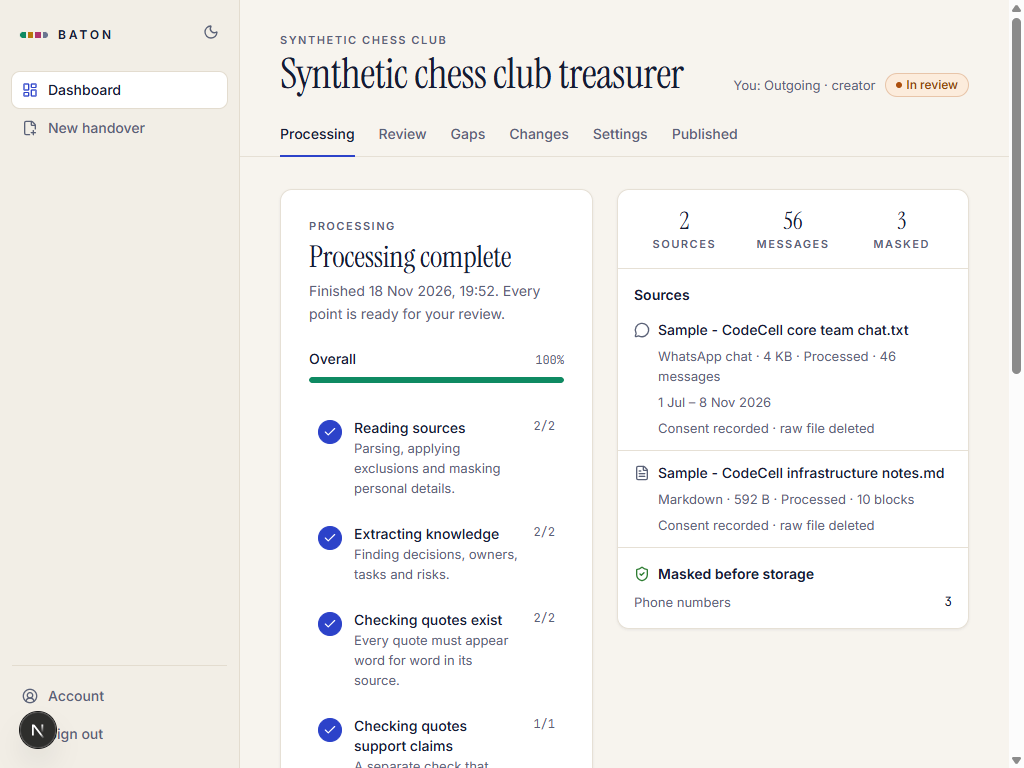 BATON
Dashboard
New handover
Account
ign out
N
SYNTHETIC CHESS CLUB
Synthetic chess club treasurer
You: Outgoing · creator
In review
Processing
Review
Gaps
Changes
Settings
Published
PROCESSING
Processing complete
Finished 18 Nov 2026, 19:52. Every
point is ready for your review.
Overall
100%
Reading sources
2/2
Parsing, applying
exclusions and masking
personal details.
Extracting knowledge
2/2
Finding decisions, owners,
tasks and risks.
Checking quotes exist
2/2
Every quote must appear
word for word in its
source.
Checking quotes
support claims
1/1
A separate check that
2
SOURCES
56
MESSAGES
3
MASKED
Sources
Sample - CodeCell core team chat.txt
WhatsApp chat · 4 KB · Processed · 46
messages
1 Jul – 8 Nov 2026
Consent recorded · raw file deleted
Sample - CodeCell infrastructure notes.md
Markdown · 592 B · Processed · 10 blocks
Consent recorded · raw file deleted
Masked before storage
Phone numbers
3